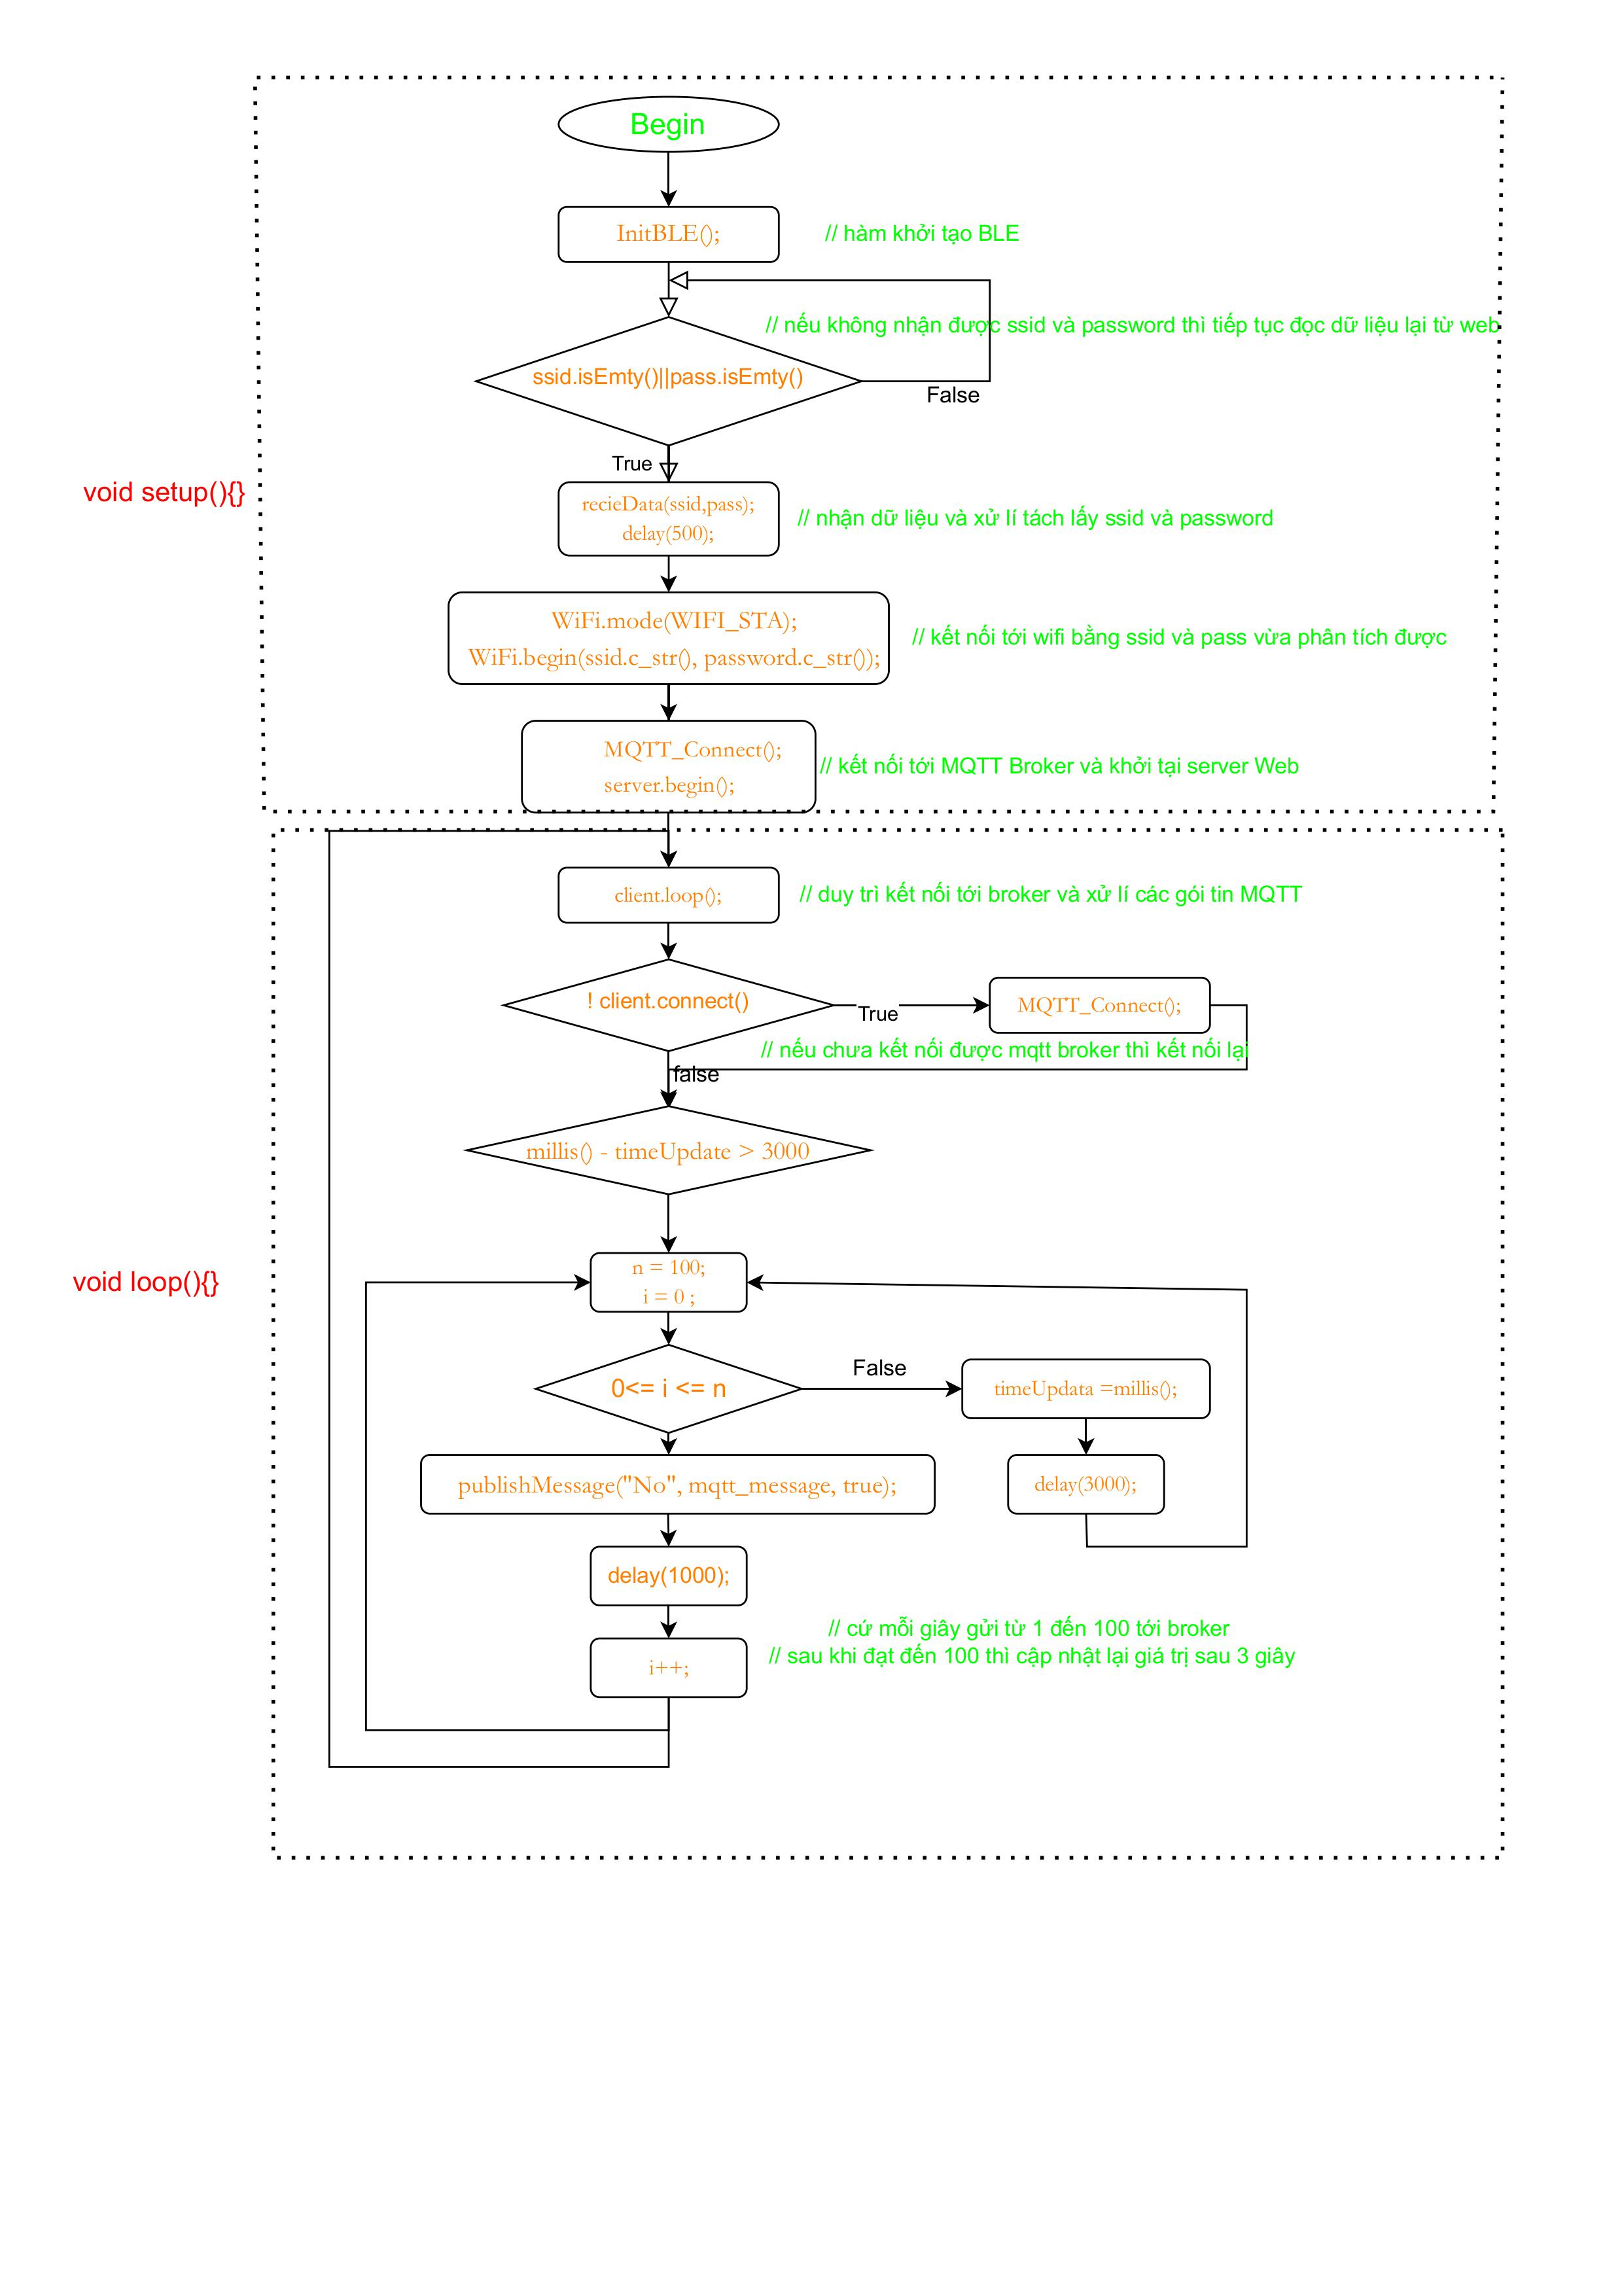 Begin
InitBLE();
// hàm khởi tạo BLE
// nếu không nhận được ssid và password thì tiếp tục đọc dữ liệu lại từ web
ssid.isEmty()||pass.isEmty()
False
True
void setup(){}
recieData(ssid,pass);
delay(500);
// nhận dữ liệu và xử lí tách lấy ssid và password
WiFi.mode(WIFI_STA);
WiFi.begin(ssid.c_str(), password.c_str());
// kết nối tới wifi bằng ssid và pass vừa phân tích được
MQTT_Connect();
server.begin();
// kết nối tới MQTT Broker và khởi tại server Web
client.loop();
// duy trì kết nối tới broker và xử lí các gói tin MQTT
! client.connect()
True
MQTT_Connect();
// nếu chưa kết nối được mqtt broker thì kết nối lại
false
millis() - timeUpdate > 3000
void loop(){}
n = 100;
i = 0 ;
0<= i <= n
False
timeUpdata =millis();
publishMessage("No", mqtt_message, true);
delay(3000);
delay(1000);
// cứ mỗi giây gửi từ 1 đến 100 tới broker
// sau khi đạt đến 100 thì cập nhật lại giá trị sau 3 giây
i++;